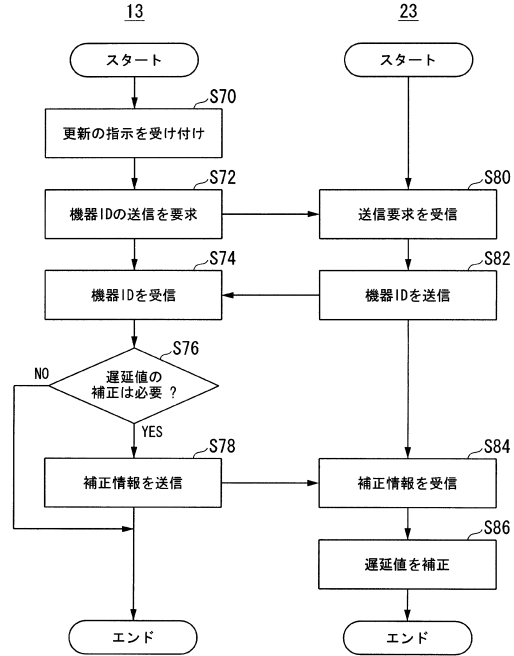 13
23
スタート
スタート
S70
更新の指示を受け付け
S72
機器IDの送信を要求
S80
送信要求を受信
S74
機器IDを受信
S82
機器IDを送信
S76
遅延値の
補正は必要？
NO
YES
S78
補正情報を送信
S84
補正情報を受信
S86
遅延値を補正
エンド
エンド